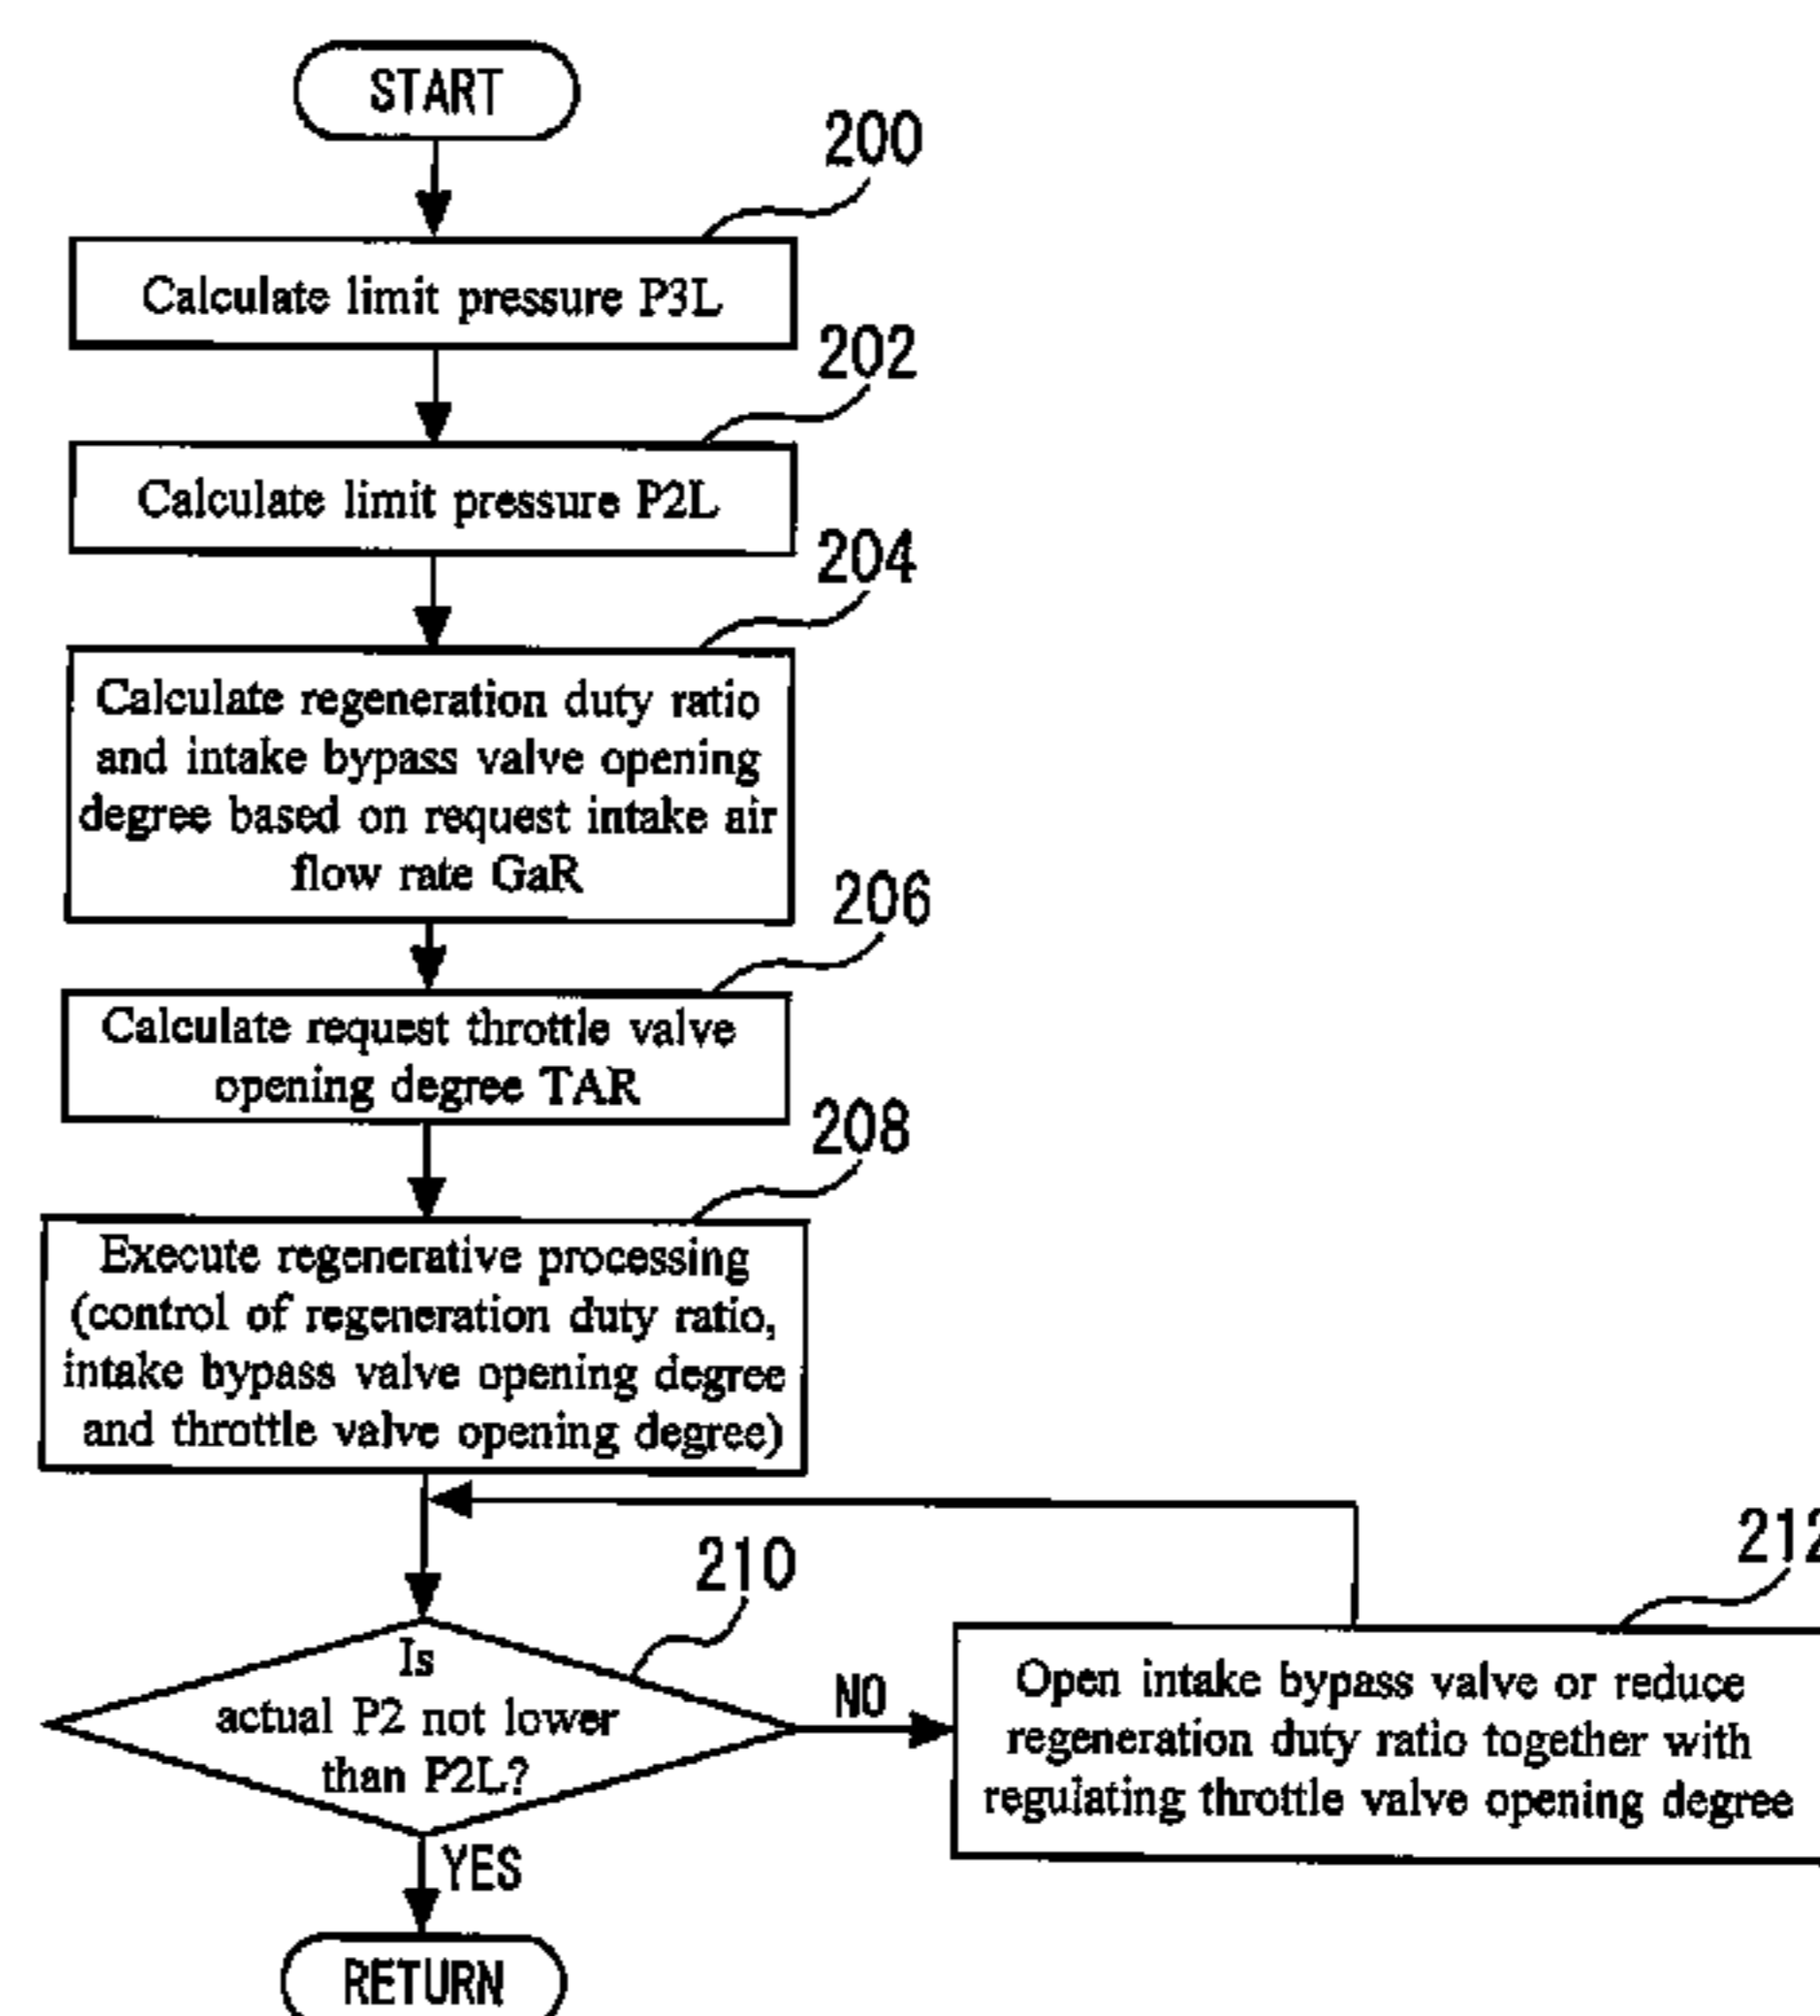 START
200
Calculate limit pressure P3L
202
Calculate limit pressure P2L
204
Calculate regeneration duty ratio
and intake bypass valve opening
degree based on request intake air
flow rate GaR
206
Calculate request throttle valve
opening degree TAR
208
Execute regenerative processing
(control of regeneration duty ratio,
intake bypass valve opening degree
and throttle valve opening degree)
210
Is
actual P2 not lower
than P2L?
NO
212
Open intake bypass valve or reduce
regeneration duty ratio together with
regulating throttle valve opening degree
YES
RETURN